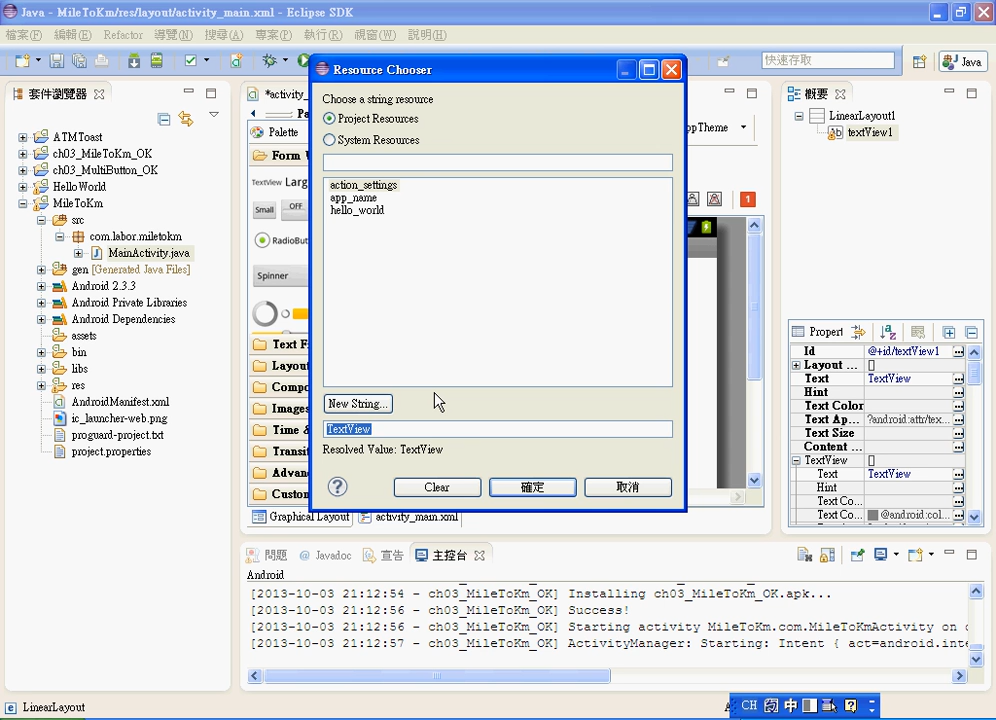 Java - MileToKm/res/layout/activity_main.xml - Eclipse SDK
檔案(F) 編輯(E) Refactor 導覽(N) 搜尋(A) 專案(P) 執行(R) 視窗(W) 說明(H)
快速存取
Java
套件瀏覽器
ATMToast
ch03_MileToKm_OK
ch03_MultiButton_OK
HelloWorld
MileToKm
src
com.labor.miletokm
MainActivity.java
gen [Generated Java Files]
Android 2.3.3
Android Private Libraries
Android Dependencies
assets
bin
libs
res
AndroidManifest.xml
ic_launcher-web.png
proguard-project.txt
project.properties
*activity_
Pa
Palette
Form W
TextView Larg
Small OFF
RadioBut
Spinner
Text F
Layou
Compo
Images
Time &
Transit
Advan
Custom
Graphical Layout
activity_main.xml
ppTheme
1
Resource Chooser
Choose a string resource
Project Resources
System Resources
action_settings
app_name
hello_world
New String...
TextView
Resolved Value: TextView
Clear 確定 取消
概要
LinearLayout1
Ab textView1
Propert
Id @+id/textView1 ...
Layout ... []
Text TextView ...
Hint ...
Text Color ...
Text Ap... ?android:attr/tex... ...
Text Size ...
Content ... ...
TextView []
Text TextView ...
Hint ...
Text Co... ...
Text Co... @android:col... ...
問題 @ Javadoc 宣告 主控台
Android
[2013-10-03 21:12:54 - ch03_MileToKm_OK] Installing ch03_MileToKm_OK.apk...
[2013-10-03 21:12:56 - ch03_MileToKm_OK] Success!
[2013-10-03 21:12:56 - ch03_MileToKm_OK] Starting activity MileToKm.com.MileToKmActivity on
[2013-10-03 21:12:57 - ch03_MileToKm_OK] ActivityManager: Starting: Intent { act=android.inte
LinearLayout
CH 中